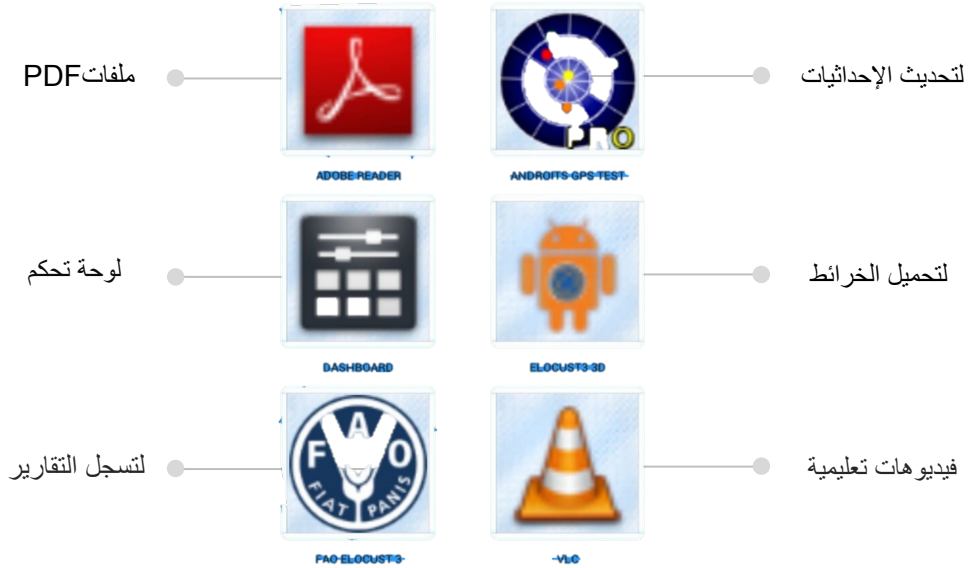 لتحديث الإحداثيات
PRO
ANDROITS GPS TEST
ملفاتPDF
ADOBE READER
لتحميل الخرائط
ELOCUST3 3D
لوحة تحكم
DASHBOARD
فيديوهات تعليمية
VLC
لتسجل التقارير
FAO
FIAT PANIS
FAO ELOCUST 3